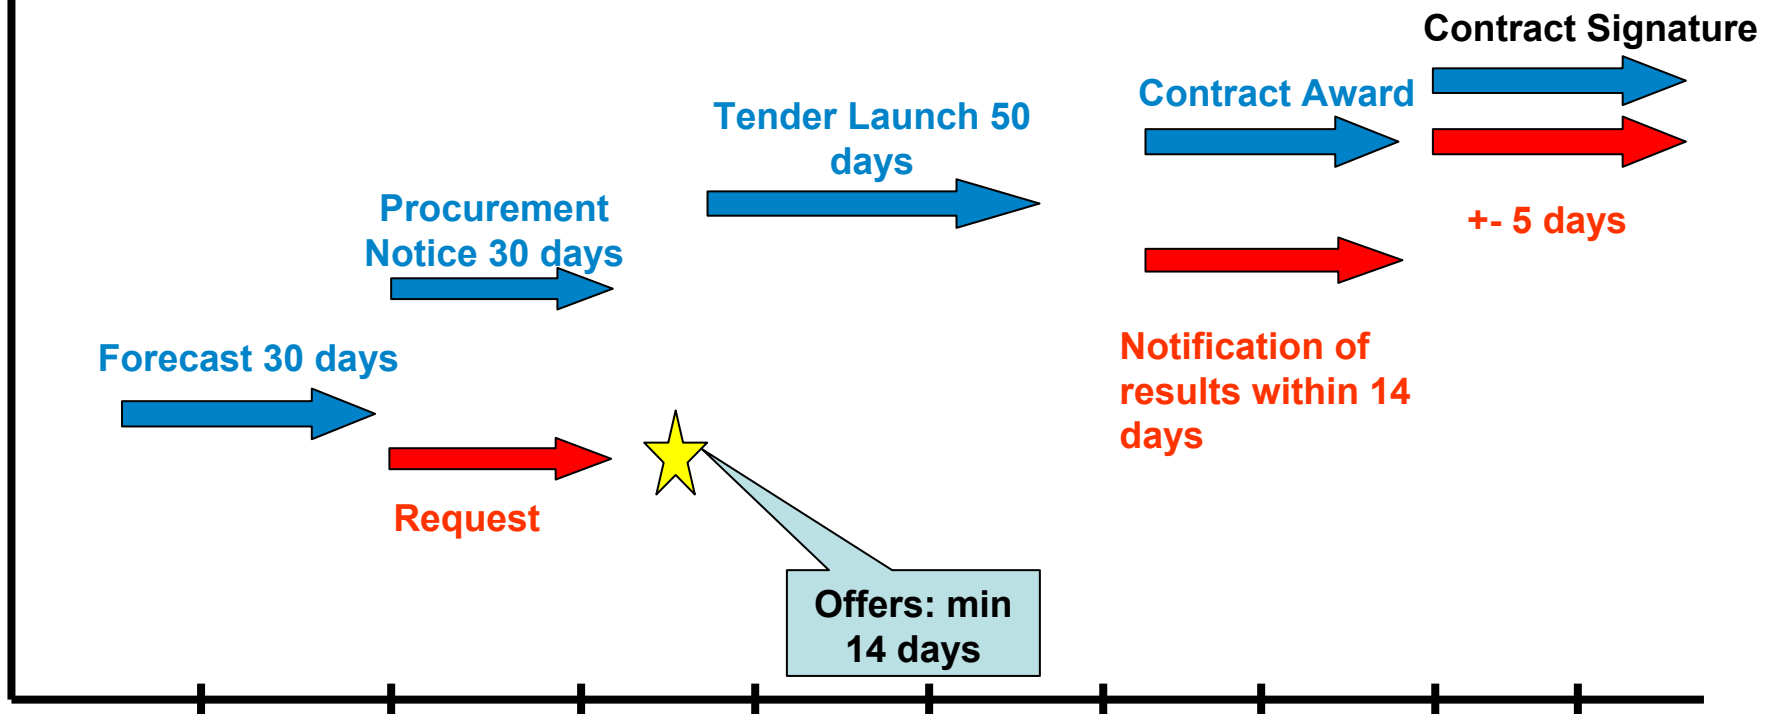 Contract Signature
Contract Award
Tender Launch 50
days
Procurement
Notice 30 days
+- 5 days
Forecast 30 days
Notification of
results within 14
days
Request
Offers: min
14 days